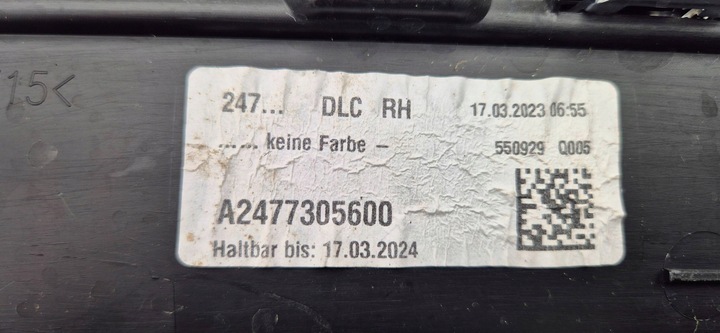 15<
247... DLC RH 17.03.2023 06:55
...... keine Farbe - 550929 Q005
A2477305600
Haltbar bis: 17.03.2024